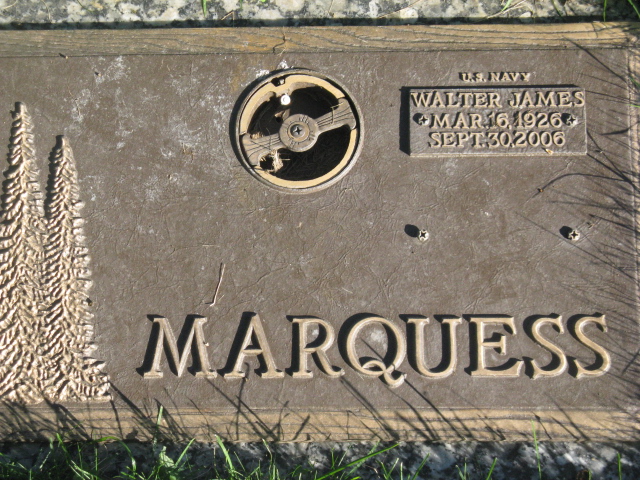 U.S. NAVY
WALTER JAMES
MAR. 16, 1926
SEPT. 30, 2006
MARQUESS